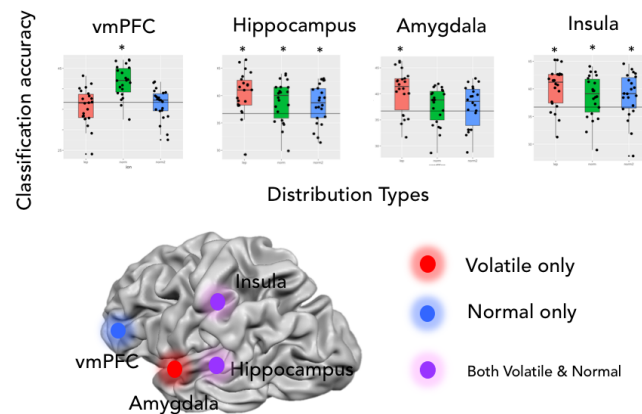 vmPFC
Hippocampus
Amygdala
Insula
Classification accuracy
*
* * *
*
* * *
Distribution Types
Insula
vmPFC
Hippocampus
Amygdala
Volatile only
Normal only
Both Volatile & Normal